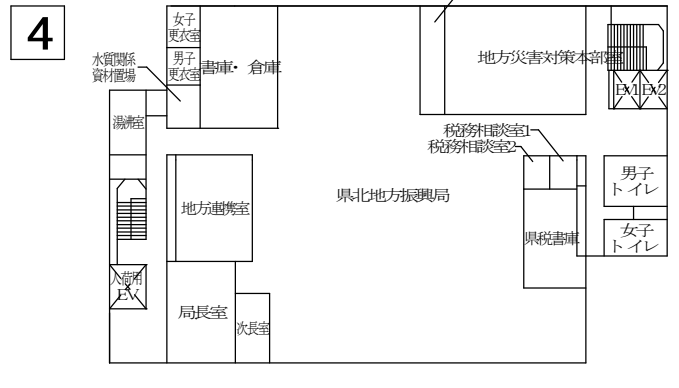 4
女子
更衣室
男子
更衣室
書庫・倉庫
水質関係
資材置場
地方災害対策本部室
EV1
EV2
湯沸室
税務相談室1
税務相談室2
地方連携室
県北地方振興局
男子
トイレ
県税書庫
女子
トイレ
人荷用
EV
局長室
次長室